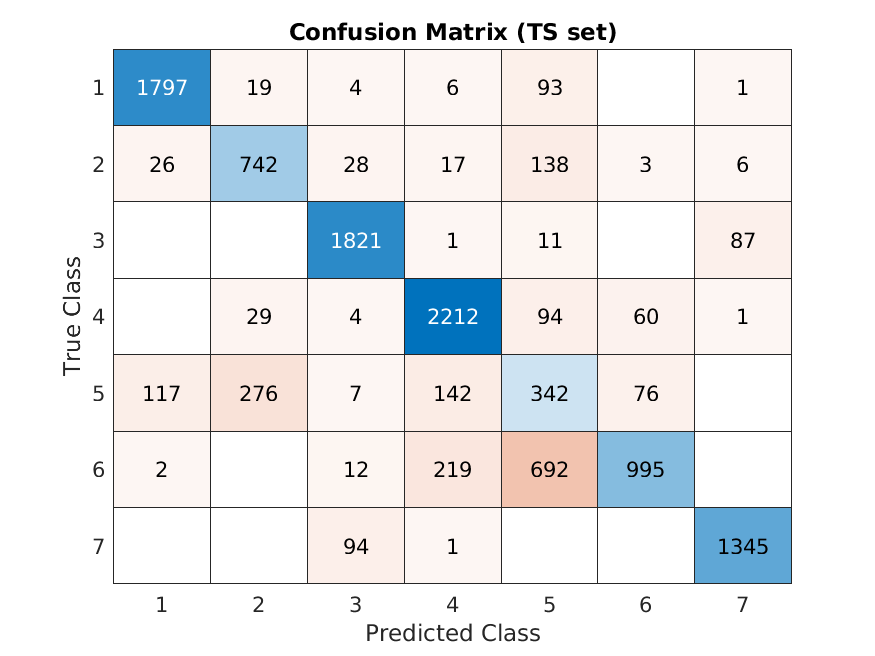 Confusion Matrix (TS set)
True Class
1 1797 19 4 6 93 1
2 26 742 28 17 138 3 6
3 1821 1 11 87
4 29 4 2212 94 60 1
5 117 276 7 142 342 76
6 2 12 219 692 995
7 94 1 1345
1 2 3 4 5 6 7
Predicted Class